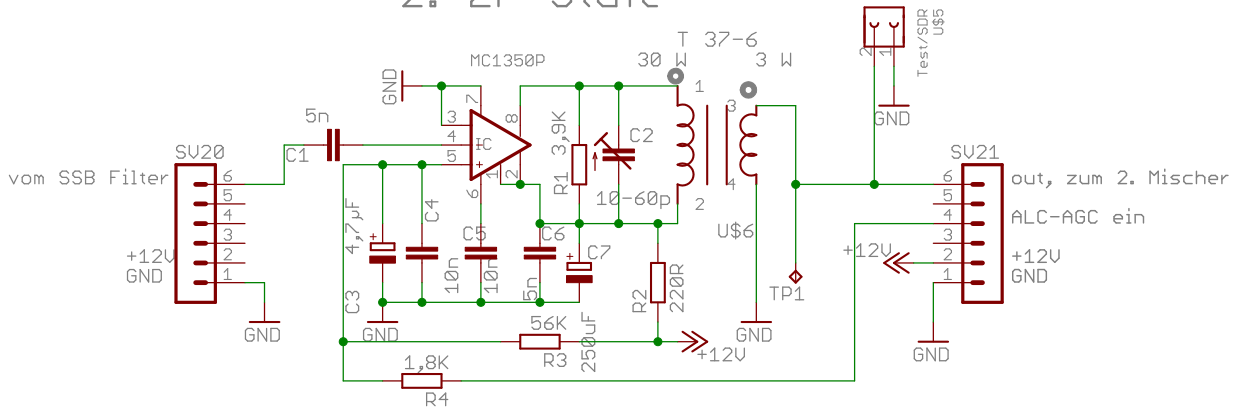 2. ZF Stufe
T 37-6
30 W
3 W
MC1350P
GND
5n
C1
SV20
vom SSB Filter
6
5
4
3
2
1
+12V
GND
GND
7
3
4
5
IC
+
8
1
2
6
3,9K
R1
C2
10-60p
1
2
3
4
U$6
4,7µF
C3
C4
10n
C5
10n
C6
5n
+
+
C7
250uF
GND
R2
220R
56K
R3
+12V
1,8K
R4
GND
TP1
2
1
Test/SDR
U$5
GND
SV21
6
5
4
3
2
1
out, zum 2. Mischer
ALC-AGC ein
+12V
+12V
GND
GND